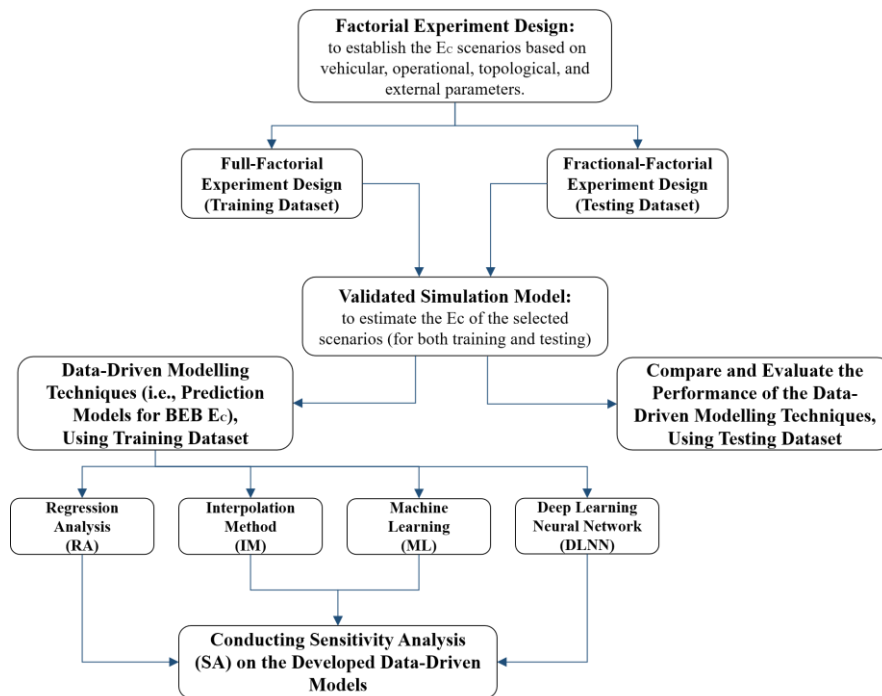 Factorial Experiment Design:
to establish the Ec scenarios based on
vehicular, operational, topological, and
external parameters.
Full-Factorial
Experiment Design
(Training Dataset)
Fractional-Factorial
Experiment Design
(Testing Dataset)
Validated Simulation Model:
to estimate the Ec of the selected
scenarios (for both training and testing)
Data-Driven Modelling
Techniques (i.e., Prediction
Models for BEB Ec),
Using Training Dataset
Compare and Evaluate the
Performance of the Data-
Driven Modelling Techniques,
Using Testing Dataset
Regression
Analysis
(RA)
Interpolation
Method
(IM)
Machine
Learning
(ML)
Deep Learning
Neural Network
(DLNN)
Conducting Sensitivity Analysis
(SA) on the Developed Data-Driven
Models